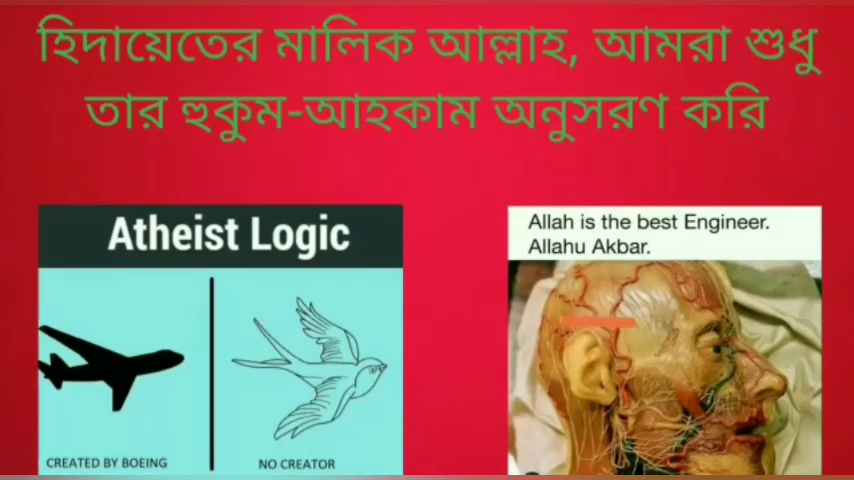 হিদায়েতের মালিক আল্লাহ, আমরা শুধু
তার হুকুম-আহকাম অনুসরণ করি
Atheist Logic
CREATED BY BOEING
NO CREATOR
Allah is the best Engineer.
Allahu Akbar.